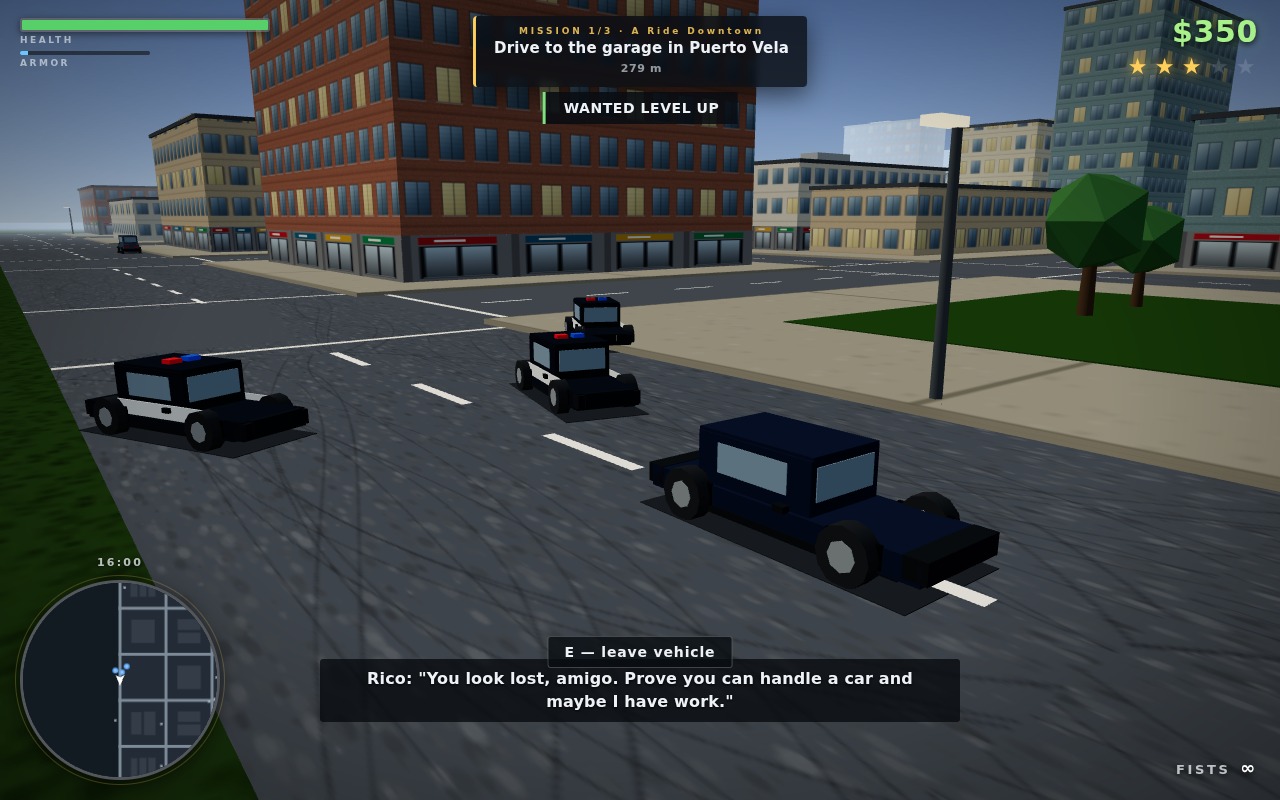 HEALTH
ARMOR
MISSION 1/3 · A Ride Downtown
Drive to the garage in Puerto Vela
279 m
WANTED LEVEL UP
$350
16:00
E — leave vehicle
Rico: "You look lost, amigo. Prove you can handle a car and
maybe I have work."
FISTS ∞